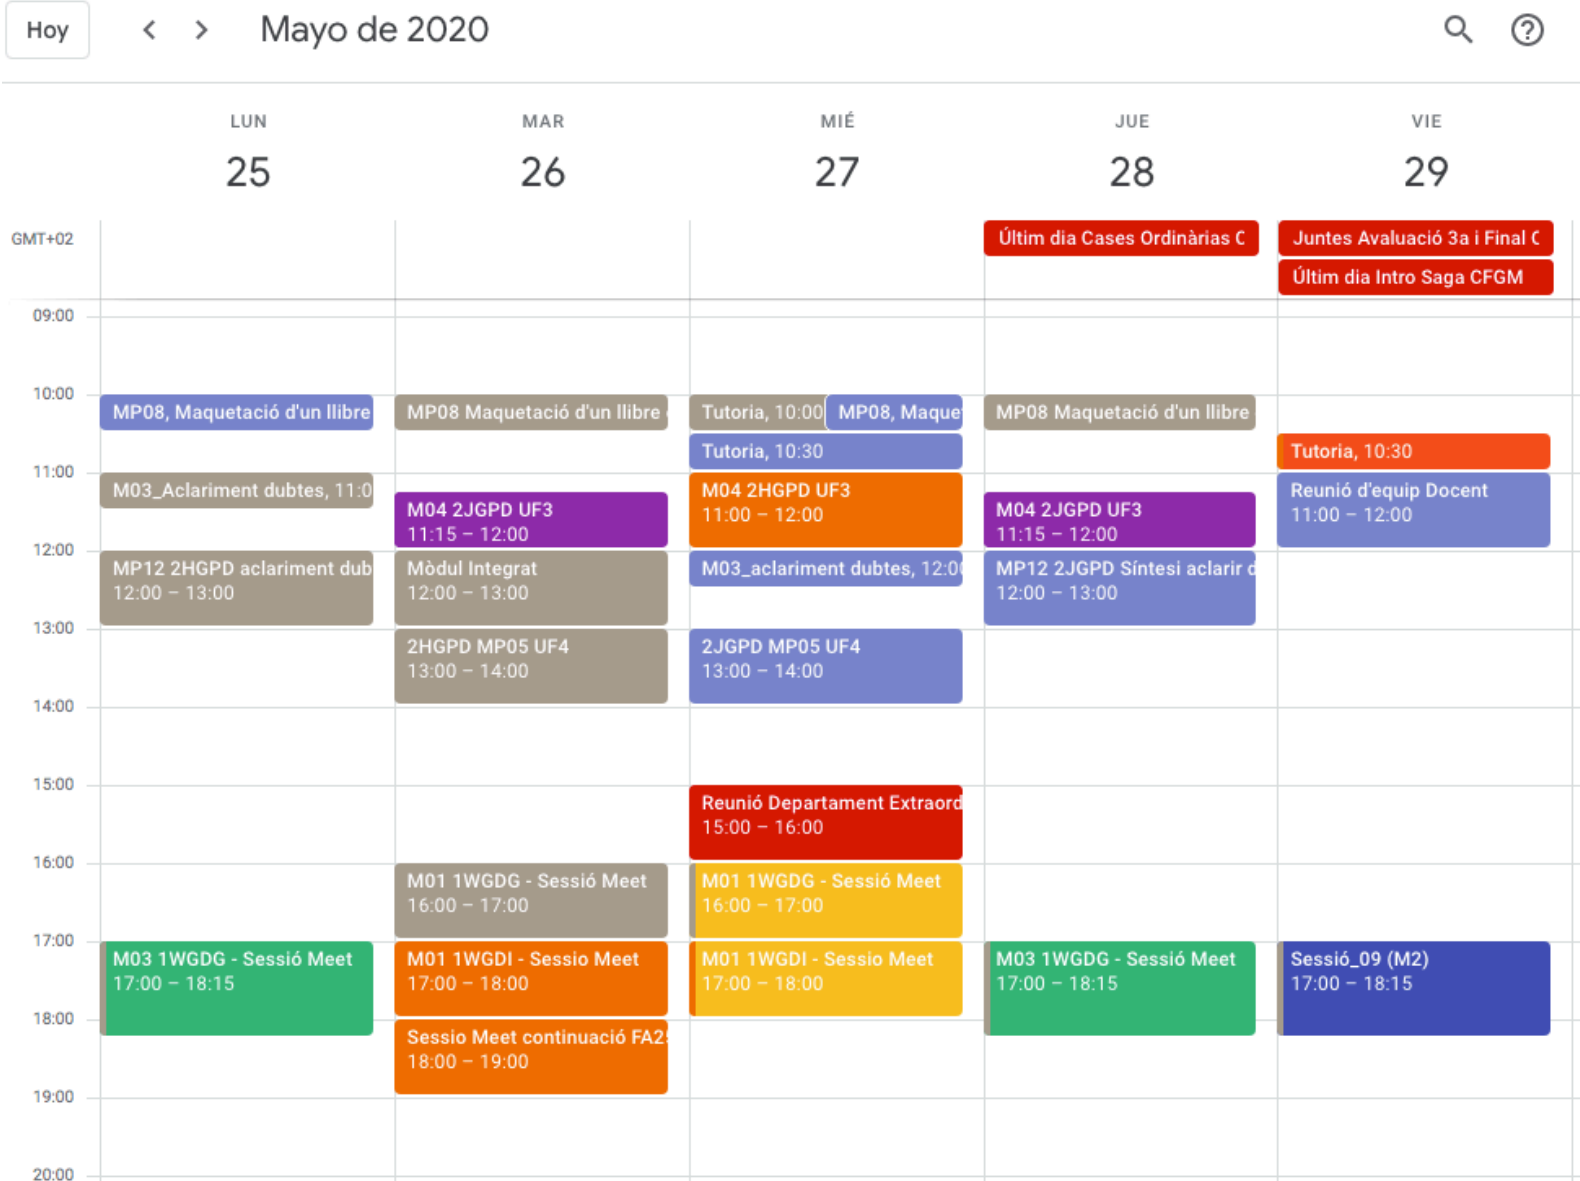 Hoy
Mayo de 2020
LUN
MAR
MIÉ
JUE
VIE
25
26
27
28
29
GMT+02
Últim dia Cases Ordinàrias
Juntes Avaluació 3a i Final
Últim dia Intro Saga CFGM
09:00
10:00
11:00
12:00
13:00
14:00
15:00
16:00
17:00
18:00
19:00
20:00
MP08, Maquetació d'un llibre
M03_Aclariment dubtes, 11:0
MP12 2HGPD aclariment dub
12:00 – 13:00
M03 1WGDG - Sessió Meet
17:00 – 18:15
MP08 Maquetació d'un llibre
M04 2JGPD UF3
11:15 – 12:00
Mòdul Integrat
12:00 – 13:00
2HGPD MP05 UF4
13:00 – 14:00
M01 1WGDG - Sessió Meet
16:00 – 17:00
M01 1WGDI - Sessio Meet
17:00 – 18:00
Sessio Meet continuació FA2
18:00 – 19:00
Tutoria, 10:00
MP08, Maque
Tutoria, 10:30
M04 2HGPD UF3
11:00 – 12:00
M03_aclariment dubtes, 12:0
2JGPD MP05 UF4
13:00 – 14:00
Reunió Departament Extraord
15:00 – 16:00
M01 1WGDG - Sessió Meet
16:00 – 17:00
M01 1WGDI - Sessio Meet
17:00 – 18:00
MP08 Maquetació d'un llibre
M04 2JGPD UF3
11:15 – 12:00
MP12 2JGPD Síntesi aclarir d
12:00 – 13:00
M03 1WGDG - Sessió Meet
17:00 – 18:15
Tutoria, 10:30
Reunió d'equip Docent
11:00 – 12:00
Sessió_09 (M2)
17:00 – 18:15